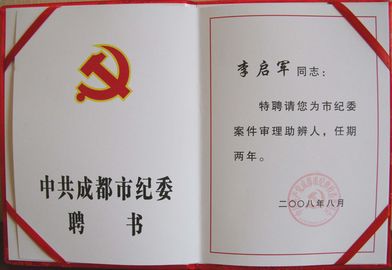 中共成都市纪委
聘书
李启军同志：
特聘请您为市纪委
案件审理助辨人，任期
两年。
二〇〇八年八月